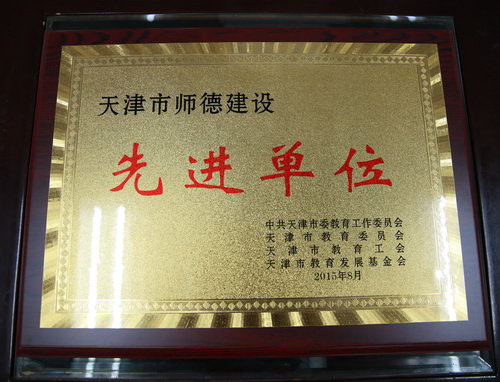 天津市师德建设
先进单位
中共天津市委教育工作委员会
天津市教育委员会
天津市教育工会
天津市教育发展基金会
2015年8月